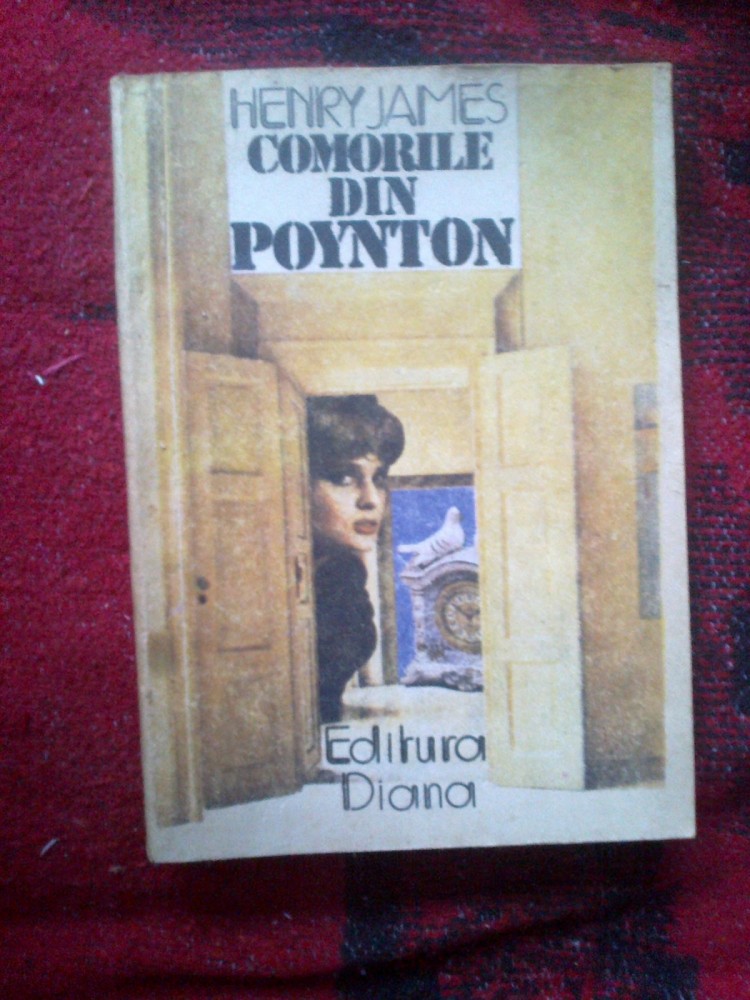 HENRY JAMES
COMORILE
DIN
POYNTON
Editura
Diana